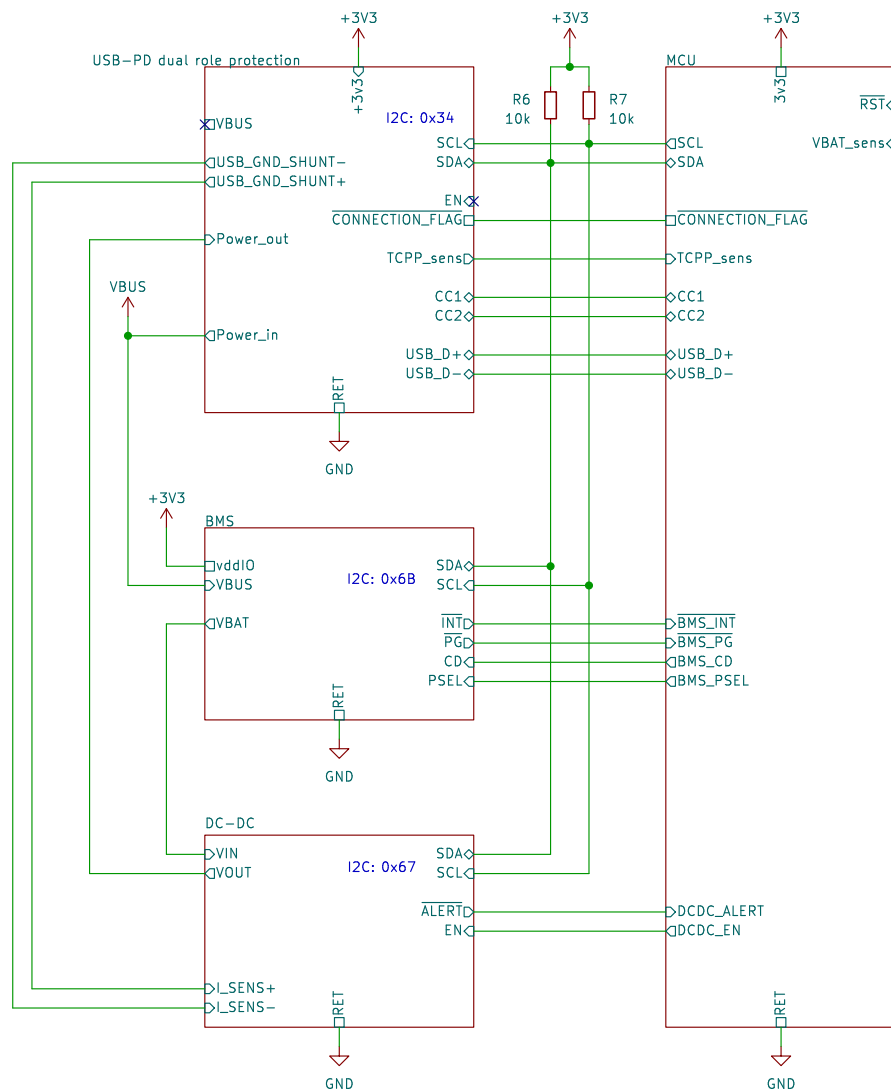 +3V3
+3V3
+3V3
USB-PD dual role protection
+3v3
I2C: 0x34
VBUS
SCL
SDA
USB_GND_SHUNT-
USB_GND_SHUNT+
EN
CONNECTION_FLAG
Power_out
TCPP_sens
CC1
CC2
VBUS
Power_in
USB_D+
USB_D-
RET
GND
R6
10k
R7
10k
MCU
3v3
RST
VBAT_sens
SCL
SDA
CONNECTION_FLAG
TCPP_sens
CC1
CC2
USB_D+
USB_D-
+3V3
BMS
vddIO
VBUS
VBAT
I2C: 0x6B
SDA
SCL
INT
PG
CD
PSEL
RET
GND
BMS_INT
BMS_PG
BMS_CD
BMS_PSEL
DC-DC
VIN
VOUT
I2C: 0x67
SDA
SCL
ALERT
EN
I_SENS+
I_SENS-
RET
GND
DCDC_ALERT
DCDC_EN
RET
GND